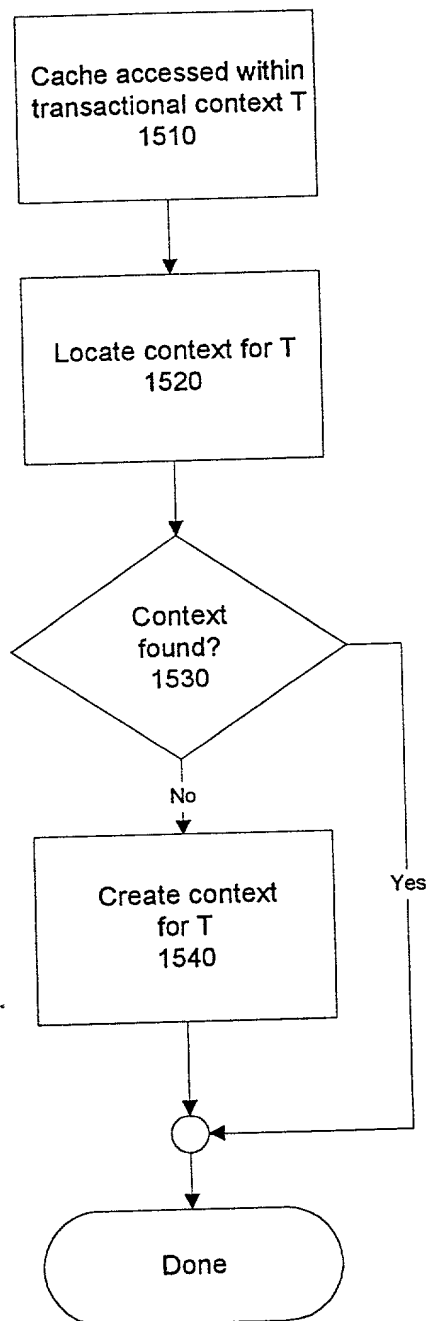 Cache accessed within
transactional context T
1510
Locate context for T
1520
Context
found?
1530
No
Create context
for T
1540
Yes
Done